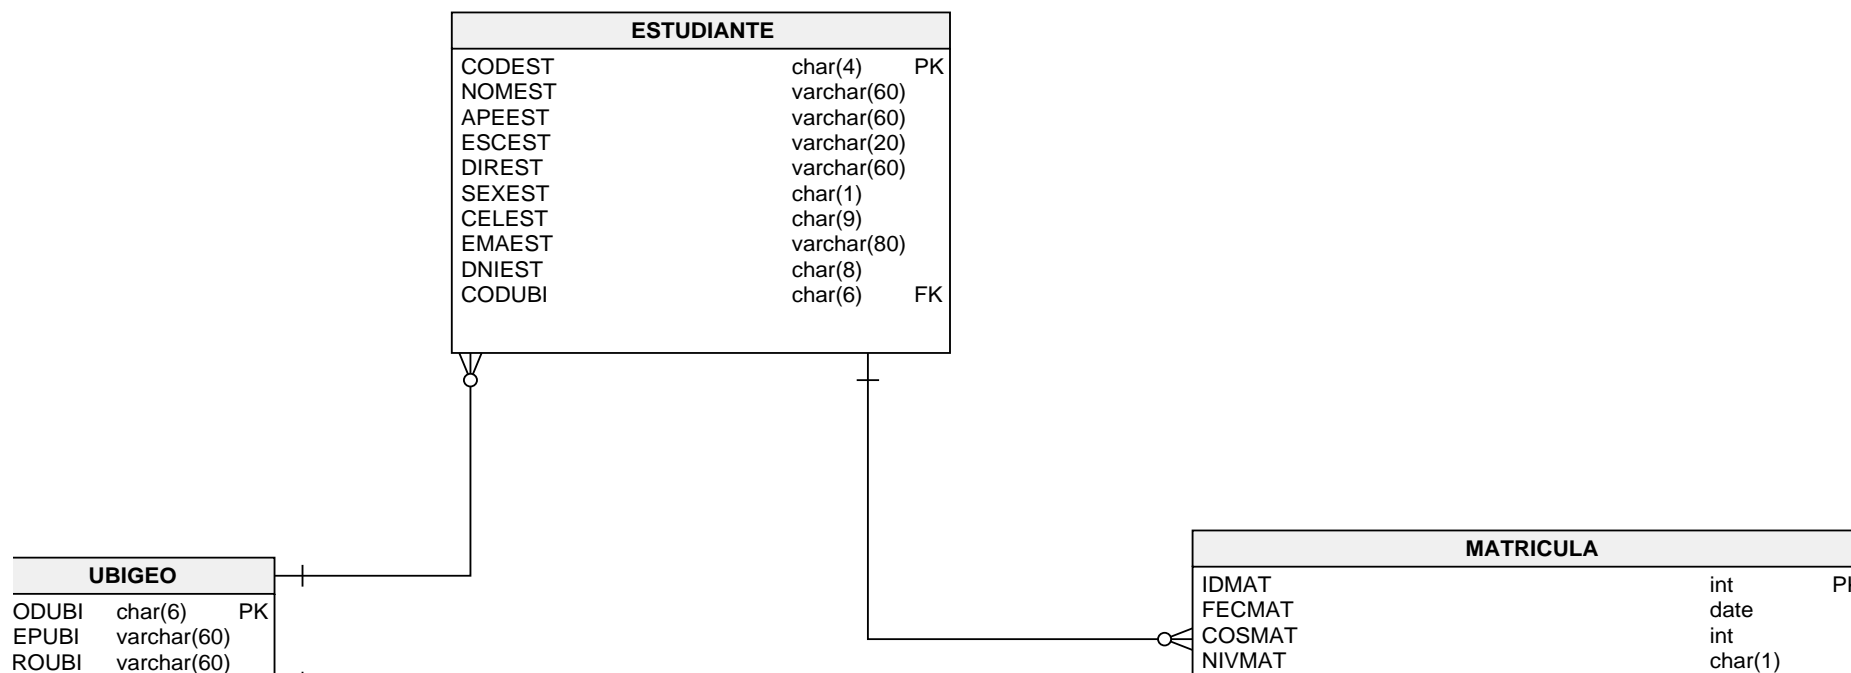 ESTUDIANTE
CODEST char(4) PK
NOMEST varchar(60)
APEEST varchar(60)
ESCEST varchar(20)
DIREST varchar(60)
SEXEST char(1)
CELEST char(9)
EMAEST varchar(80)
DNIEST char(8)
CODUBI char(6) FK
UBIGEO
ODUBI char(6) PK
EPUBI varchar(60)
ROUBI varchar(60)
MATRICULA
IDMAT int P
FECMAT date
COSMAT int
NIVMAT char(1)